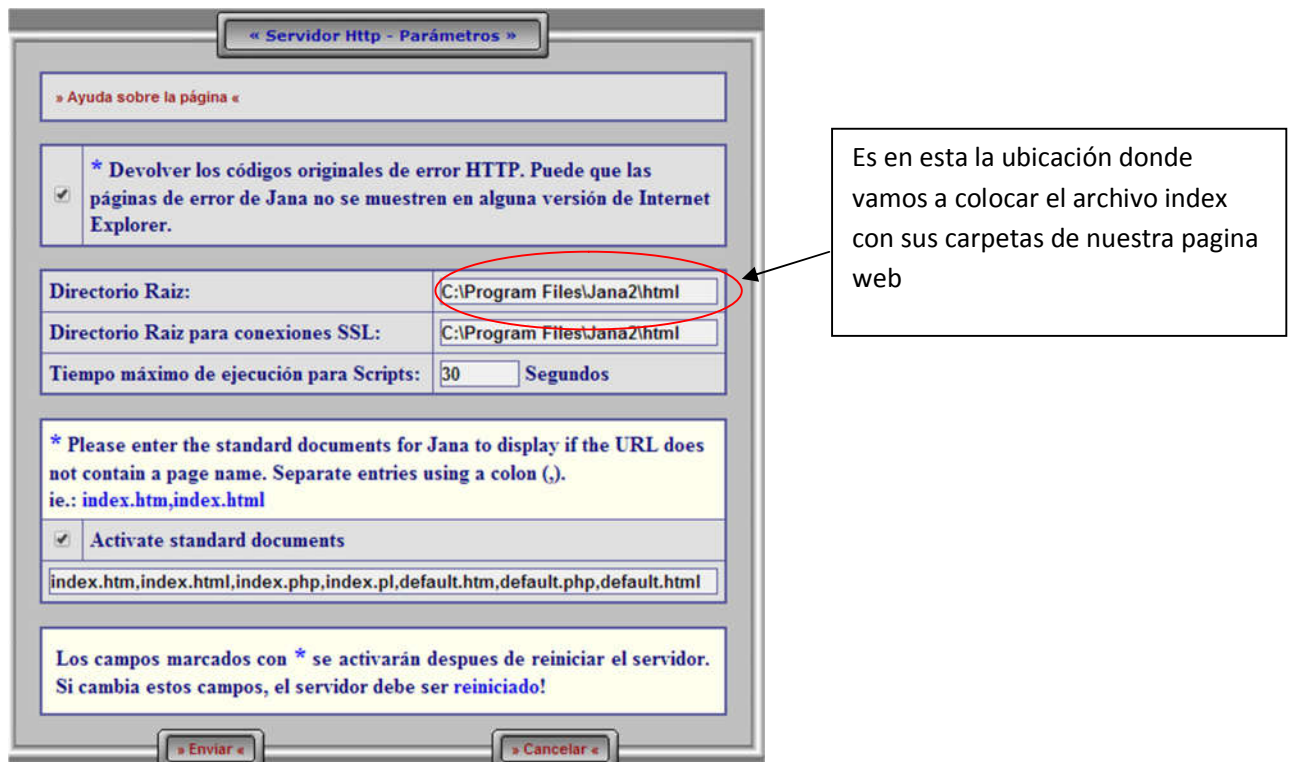 « Servidor Http - Parámetros »
» Ayuda sobre la página «
* Devolver los códigos originales de error HTTP. Puede que las
páginas de error de Jana no se muestren en alguna versión de Internet
Explorer.
Directorio Raiz:
C:\Program Files\Jana2\html
Directorio Raiz para conexiones SSL:
C:\Program Files\Jana2\html
Tiempo máximo de ejecución para Scripts:
30 Segundos
* Please enter the standard documents for Jana to display if the URL does
not contain a page name. Separate entries using a colon (,).
ie.: index.htm,index.html
Activate standard documents
index.htm,index.html,index.php,index.pl,default.htm,default.php,default.html
Los campos marcados con * se activarán despues de reiniciar el servidor.
Si cambia estos campos, el servidor debe ser reiniciado!
» Enviar «
» Cancelar «
Es en esta la ubicación donde
vamos a colocar el archivo index
con sus carpetas de nuestra pagina
web